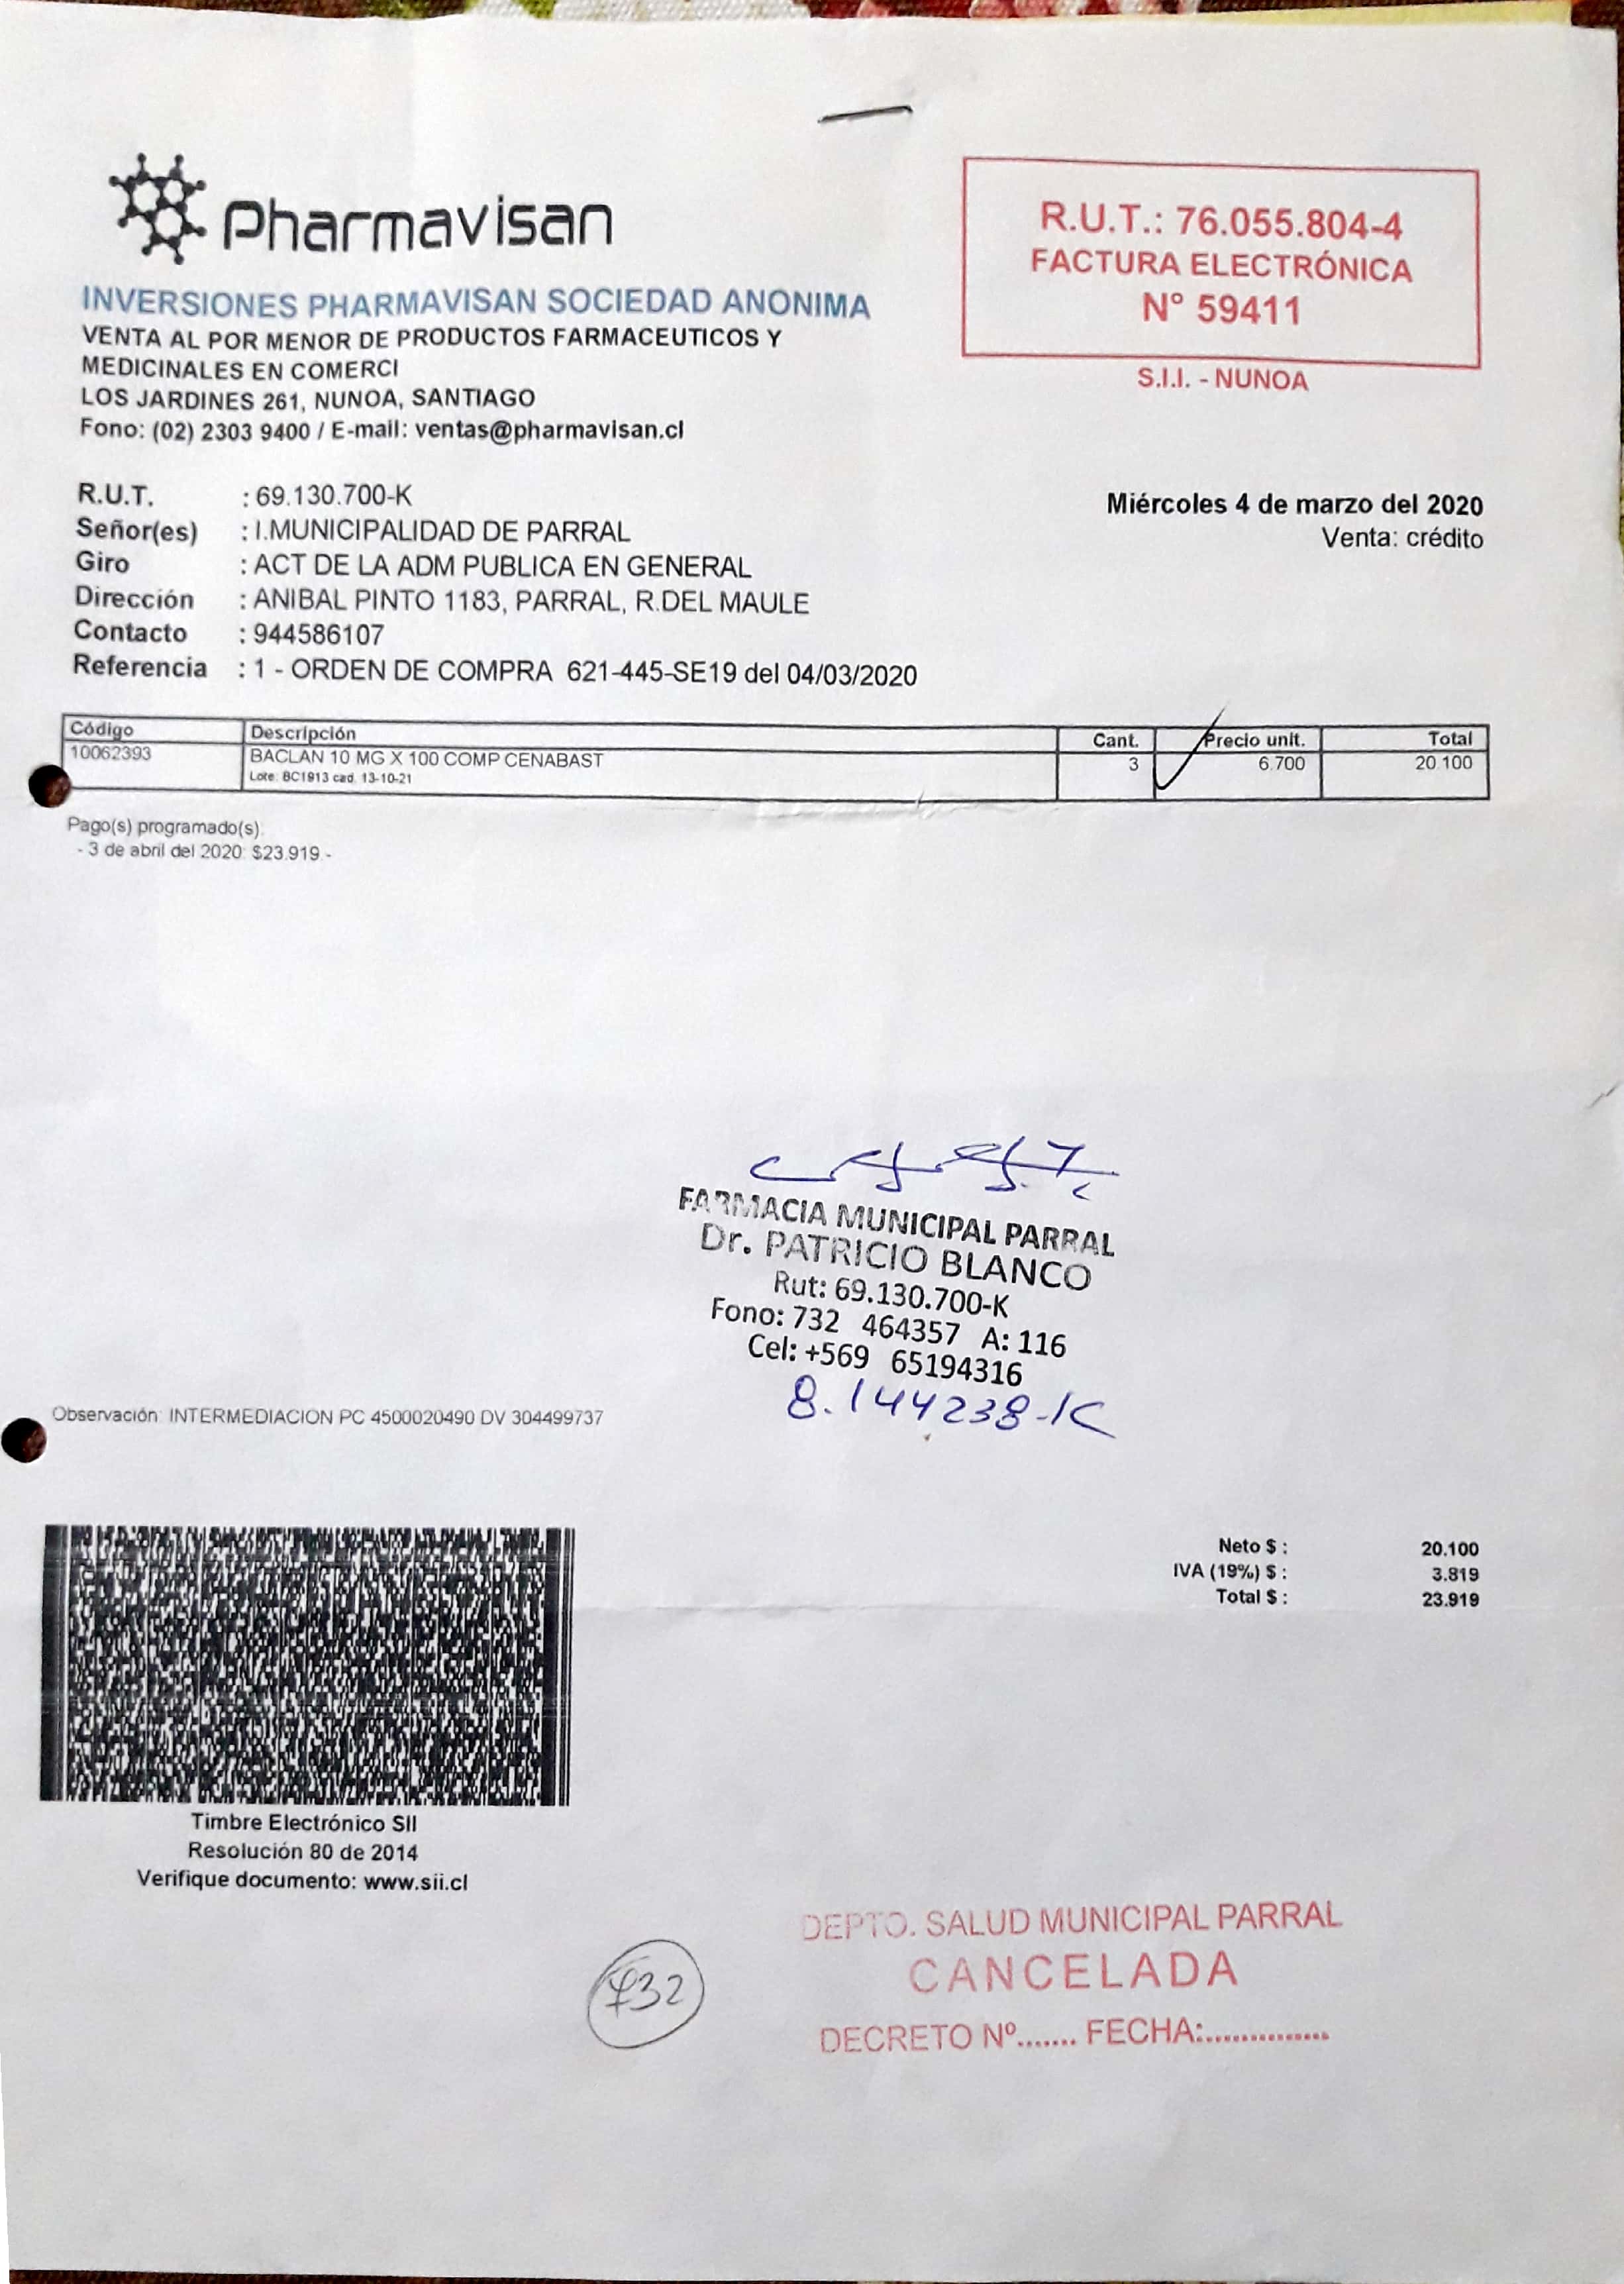 Pharmavisan
INVERSIONES PHARMAVISAN SOCIEDAD ANONIMA
VENTA AL POR MENOR DE PRODUCTOS FARMACEUTICOS Y
MEDICINALES EN COMERCI
LOS JARDINES 261, NUNOA, SANTIAGO
Fono: (02) 2303 9400 / E-mail: ventas@pharmavisan.cl
R.U.T.: 76.055.804-4
FACTURA ELECTRÓNICA
N° 59411
S.I.I. - NUNOA
Miércoles 4 de marzo del 2020
Venta: crédito
R.U.T. : 69.130.700-K
Señor(es) : I.MUNICIPALIDAD DE PARRAL
Giro : ACT DE LA ADM PUBLICA EN GENERAL
Dirección : ANIBAL PINTO 1183, PARRAL, R.DEL MAULE
Contacto : 944586107
Referencia : 1 - ORDEN DE COMPRA 621-445-SE19 del 04/03/2020
Código Descripción Cant. Precio unit. Total
10062393 BACLAN 10 MG X 100 COMP CENABAST 3 6.700 20.100
Lote: BC1913 cad. 13-10-21
Pago(s) programado(s):
- 3 de abril del 2020: $23.919.-
FARMACIA MUNICIPAL PARRAL
Dr. PATRICIO BLANCO
Rut: 69.130.700-K
Fono: 732 464357 A: 116
Cel: +569 65194316
8.144238-K
Observación: INTERMEDIACION PC 4500020490 DV 304499737
Neto $ : 20.100
IVA (19%) $ : 3.819
Total $ : 23.919
Timbre Electrónico SII
Resolución 80 de 2014
Verifique documento: www.sii.cl
DEPTO. SALUD MUNICIPAL PARRAL
CANCELADA
DECRETO Nº....... FECHA:...............
732